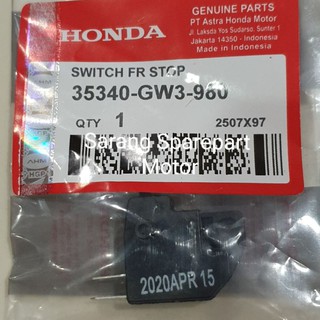 HONDA
GENUINE PARTS
PT Astra Honda Motor
Jl. Laksda Yos Sudarso, Sunter 1
Jakarta 14350 - Indonesia
Made in Indonesia
SWITCH FR STOP
35340-GW3-980
QTY 1 2507X97
Sarang Sparepart
Motor
2020APR 15